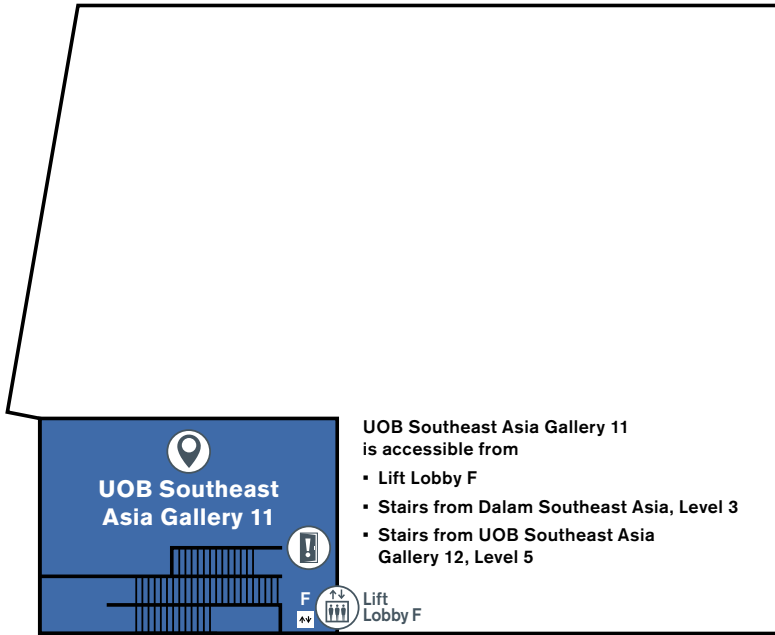 UOB Southeast
Asia Gallery 11
F
Lift
Lobby F
UOB Southeast Asia Gallery 11
is accessible from
▪ Lift Lobby F
▪ Stairs from Dalam Southeast Asia, Level 3
▪ Stairs from UOB Southeast Asia
Gallery 12, Level 5